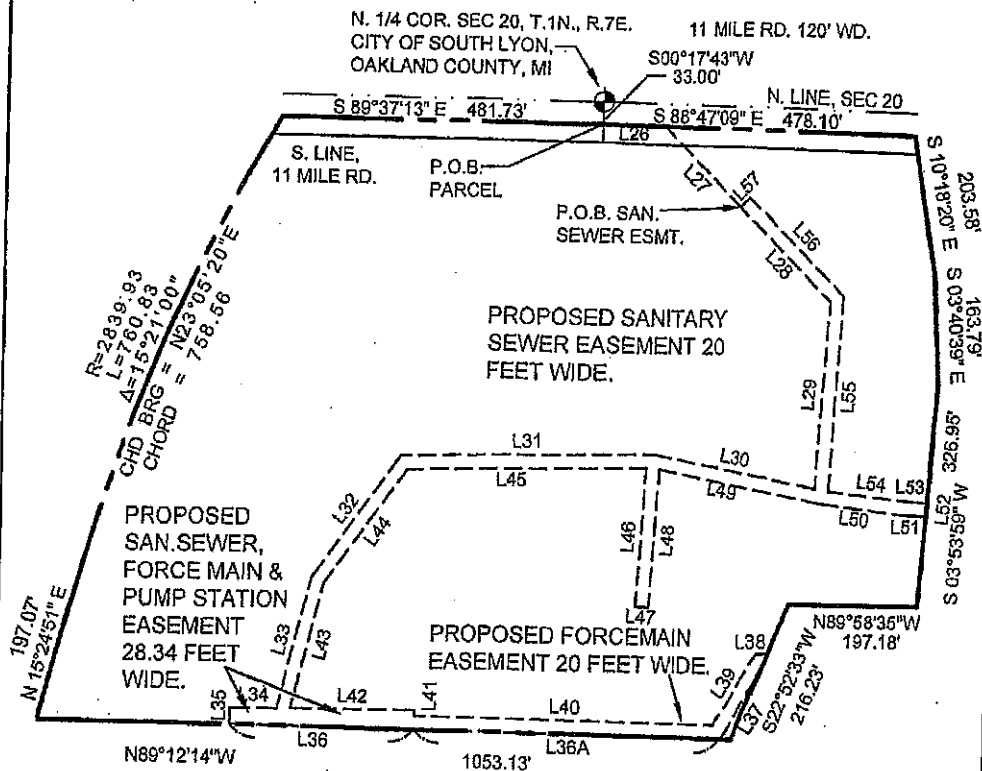 N. 1/4 COR. SEC 20, T.1N., R.7E.
CITY OF SOUTH LYON,
OAKLAND COUNTY, MI
11 MILE RD. 120' WD.
S00°17'43"W
33.00'
N. LINE, SEC 20
S 89°37'13" E 481.73'
S 86°47'09" E
478.10'
L26
S. LINE,
11 MILE RD.
P.O.B.
PARCEL
L27
L57
P.O.B. SAN.
SEWER ESMT.
L56
L28
S 10°18'20" E
203.58'
S 03°40'39" E
163.79'
R=2839.93
L=760.83
Δ=15°21'00"
CHD BRG = N23°05'20"E
CHORD = 758.56
PROPOSED SANITARY
SEWER EASEMENT 20
FEET WIDE.
L29
L55
L31
L45
L30
L49
L54
L53
L50
L51
L52
S 03°53'59" W
326.95'
L32
L44
L46
L48
L47
PROPOSED
SAN.SEWER,
FORCE MAIN &
PUMP STATION
EASEMENT
28.34 FEET
WIDE.
197.07'
N 15°24'51" E
L33
L43
PROPOSED FORCEMAIN
EASEMENT 20 FEET WIDE.
N89°58'35"W
197.18'
L38
L39
L37
S22°52'33"W
216.23'
L35
L34
L42
L41
L40
L36
L36A
N89°12'14"W
1053.13'